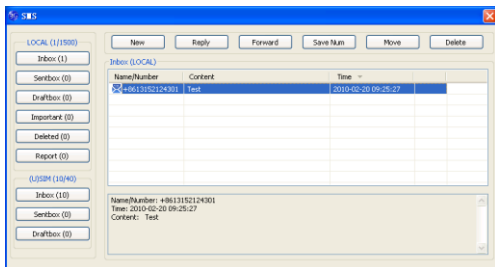 SMS
LOCAL (1/1500)
Inbox (1)
Sentbox (0)
Draftbox (0)
Important (0)
Deleted (0)
Report (0)
(U)SIM (10/40)
Inbox (10)
Sentbox (0)
Draftbox (0)
New Reply Forward Save Num Move Delete
Inbox (LOCAL)
Name/Number Content Time
+8613152124301 Test 2010-02-20 09:25:27
Name/Number: +8613152124301
Time: 2010-02-20 09:25:27
Content: Test